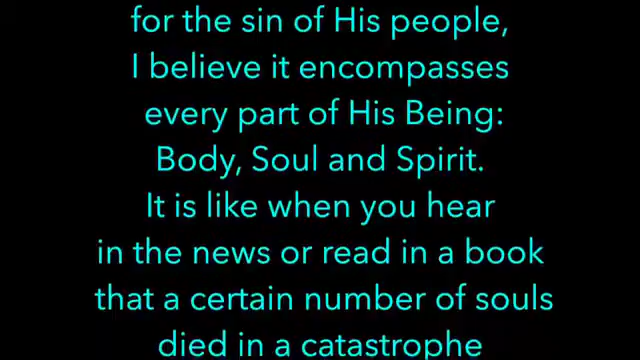 for the sin of His people,
I believe it encompasses
every part of His Being:
Body, Soul and Spirit.
It is like when you hear
in the news or read in a book
that a certain number of souls
died in a catastrophe